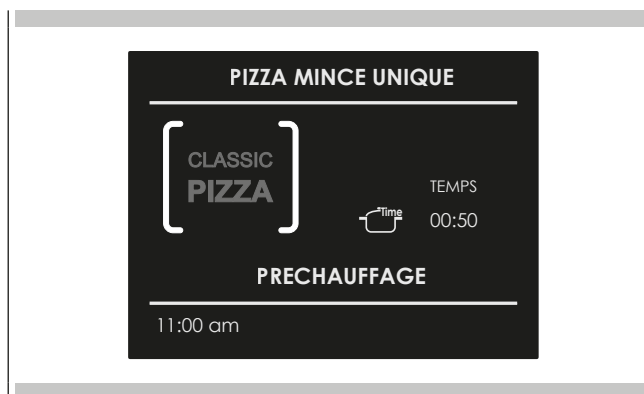 PIZZA MINCE UNIQUE
CLASSIC
PIZZA
TEMPS
Time
00:50
PRECHAUFFAGE
11:00 am